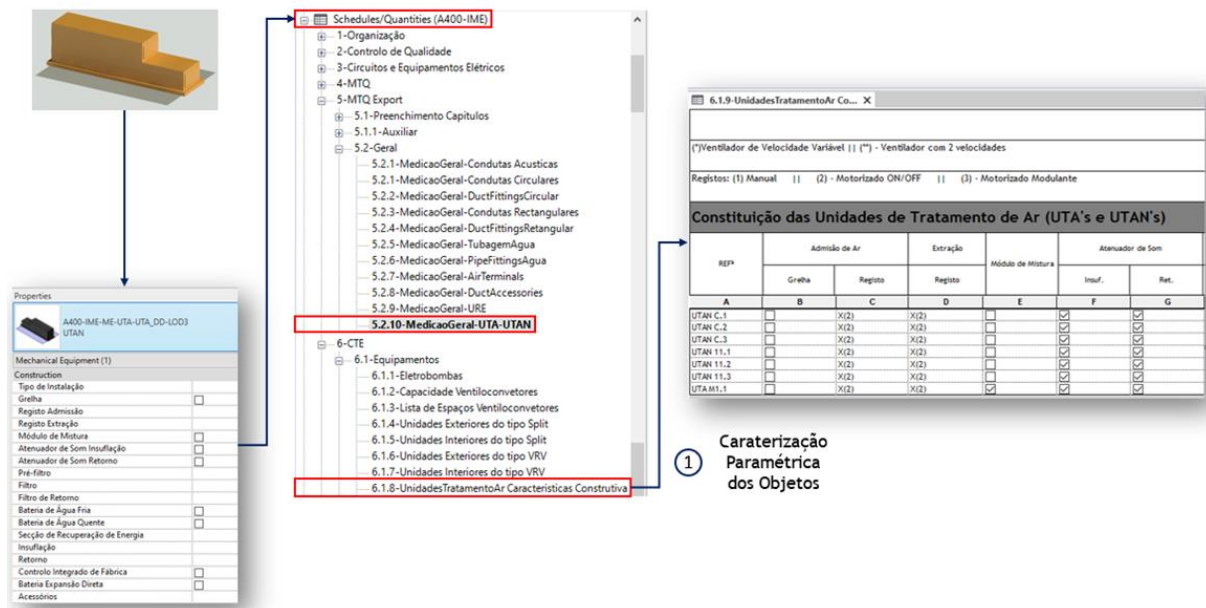 Schedules/Quantities (A400-IME)
1-Organização
2-Controlo de Qualidade
3-Circuitos e Equipamentos Elétricos
4-MTQ
5-MTQ Export
5.1-Preenchimento Capitulos
5.1.1-Auxiliar
5.2-Geral
5.2.1-MedicaoGeral-Condutas Acusticas
5.2.1-MedicaoGeral-Condutas Circulares
5.2.2-MedicaoGeral-DuctFittingsCircular
5.2.3-MedicaoGeral-Condutas Rectangulares
5.2.4-MedicaoGeral-DuctFittingsRetangular
5.2.5-MedicaoGeral-TubagemAgua
5.2.6-MedicaoGeral-PipeFittingsAgua
5.2.7-MedicaoGeral-AirTerminals
5.2.8-MedicaoGeral-DuctAccessories
5.2.9-MedicaoGeral-URE
5.2.10-MedicaoGeral-UTA-UTAN
6-CTE
6.1-Equipamentos
6.1.1-Eletrobombas
6.1.2-Capacidade Ventiloconvetores
6.1.3-Lista de Espaços Ventiloconvetores
6.1.4-Unidades Exteriores do tipo Split
6.1.5-Unidades Interiores do tipo Split
6.1.6-Unidades Exteriores do tipo VRV
6.1.7-Unidades Interiores do tipo VRV
6.1.8-UnidadesTratamentoAr Caracteristicas Construtiva
Properties
A400-IME-ME-UTA-UTA_DD-LOD3
UTAN
Mechanical Equipment (1)
Construction
Tipo de Instalação
Grelha
Registo Admissão
Registo Extração
Módulo de Mistura
Atenuador de Som Insuflação
Atenuador de Som Retorno
Pré-filtro
Filtro
Filtro de Retorno
Bateria de Água Fria
Bateria de Água Quente
Secção de Recuperação de Energia
Insuflação
Retorno
Controlo Integrado de Fábrica
Bateria Expansão Direta
Acessórios
6.1.9-UnidadesTratamentoAr Co... X
(*)Ventilador de Velocidade Variável || (**) - Ventilador com 2 velocidades
Registos: (1) Manual || (2) - Motorizado ON/OFF || (3) - Motorizado Modulante
Constituição das Unidades de Tratamento de Ar (UTA's e UTAN's)
REFª Admisão de Ar Extração Módulo de Mistura Atenuador de Som
Grelha Registo Registo Insuf. Ret.
A B C D E F G
UTAN C.1 X(2) X(2)
UTAN C.2 X(2) X(2)
UTAN C.3 X(2) X(2)
UTAN 11.1 X(2) X(2)
UTAN 11.2 X(2) X(2)
UTAN 11.3 X(2) X(2)
UTA M1.1 X(2) X(2)
1 Caraterização
Paramétrica
dos Objetos